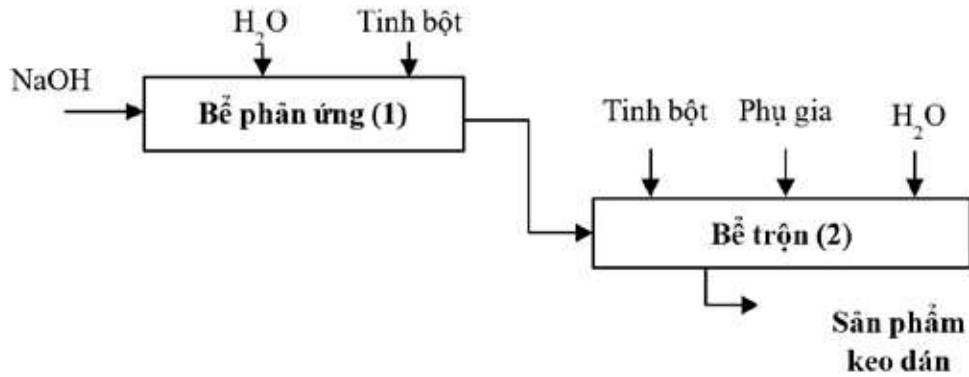 H₂O
Tinh bột
NaOH
Bể phản ứng (1)
Tinh bột
Phụ gia
H₂O
Bể trộn (2)
Sản phẩm
keo dán